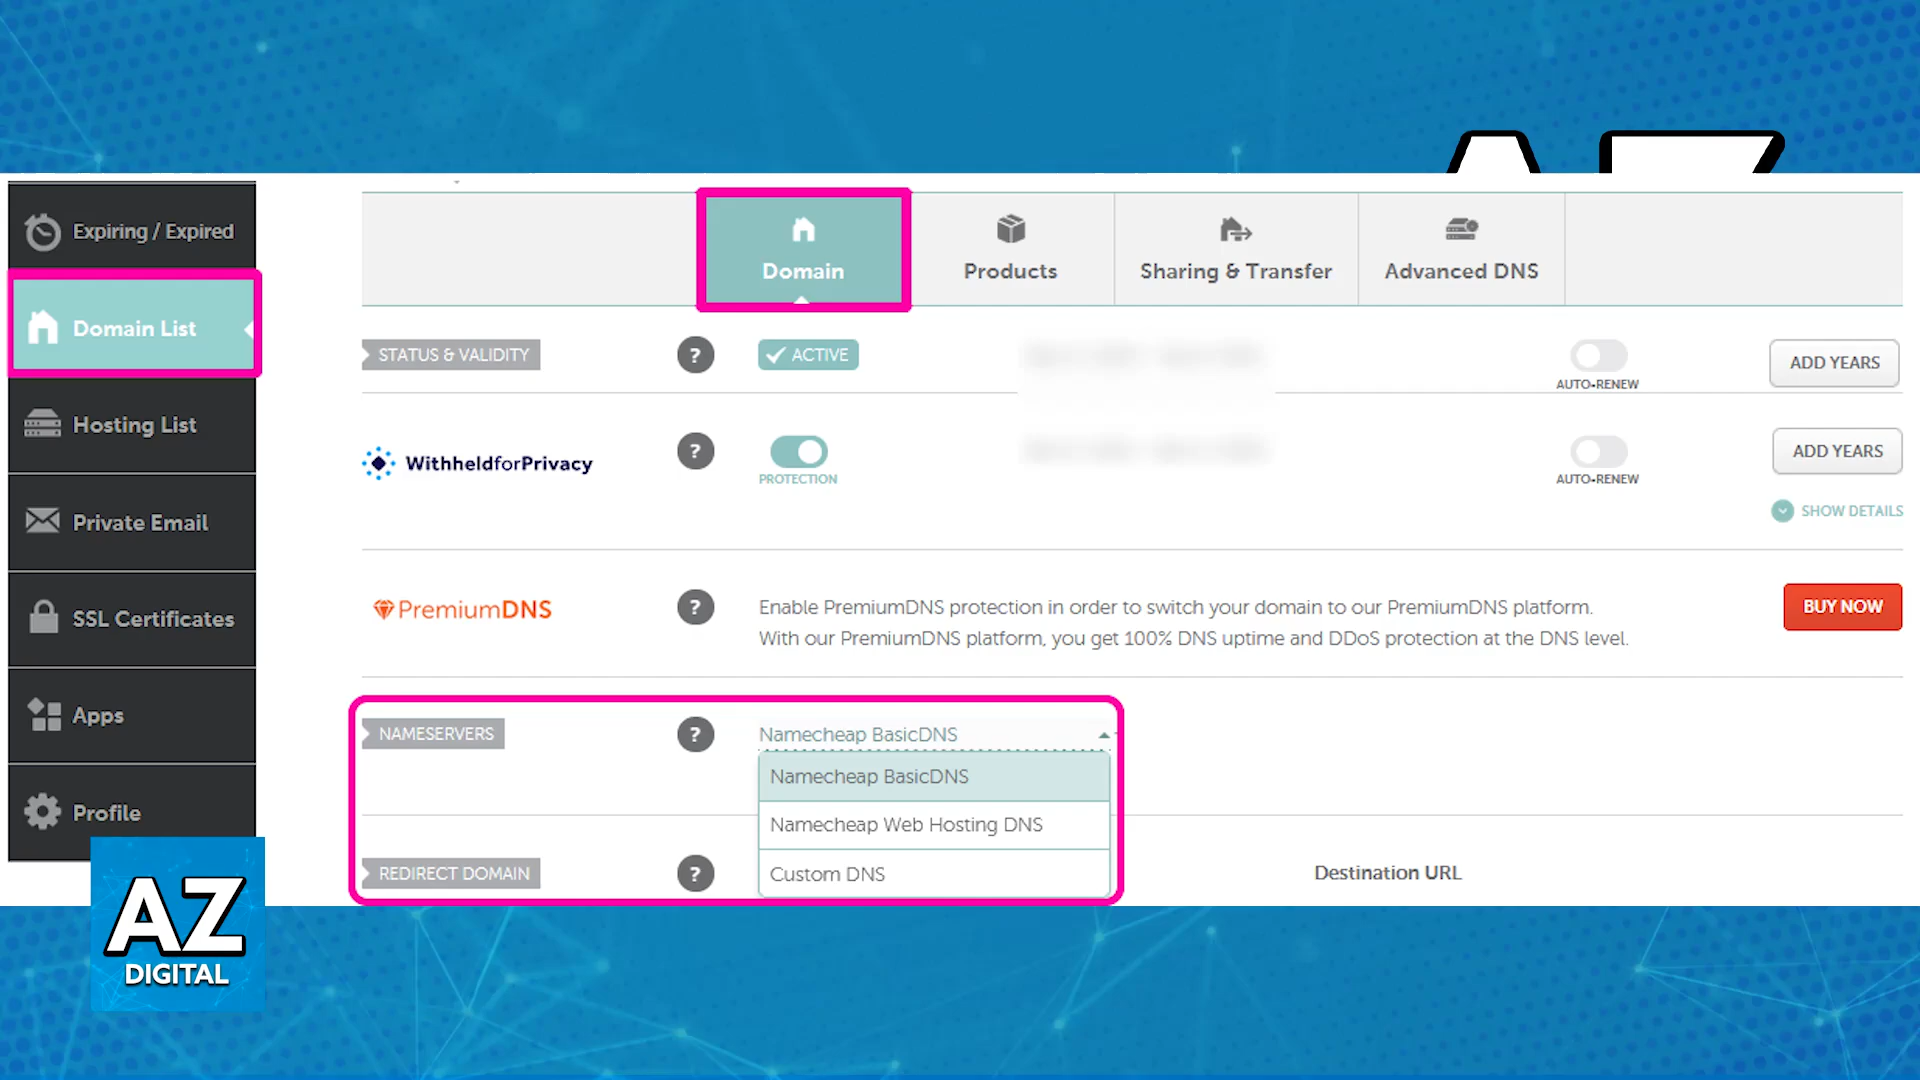 Expiring / Expired
Domain List
Hosting List
Private Email
SSL Certificates
Apps
Profile
Domain
Products
Sharing & Transfer
Advanced DNS
STATUS & VALIDITY
?
ACTIVE
AUTO-RENEW
ADD YEARS
WithheldforPrivacy
?
PROTECTION
AUTO-RENEW
ADD YEARS
SHOW DETAILS
PremiumDNS
?
Enable PremiumDNS protection in order to switch your domain to our PremiumDNS platform.
With our PremiumDNS platform, you get 100% DNS uptime and DDoS protection at the DNS level.
BUY NOW
NAMESERVERS
?
Namecheap BasicDNS
Namecheap BasicDNS
Namecheap Web Hosting DNS
Custom DNS
REDIRECT DOMAIN
?
Destination URL
AZ
DIGITAL